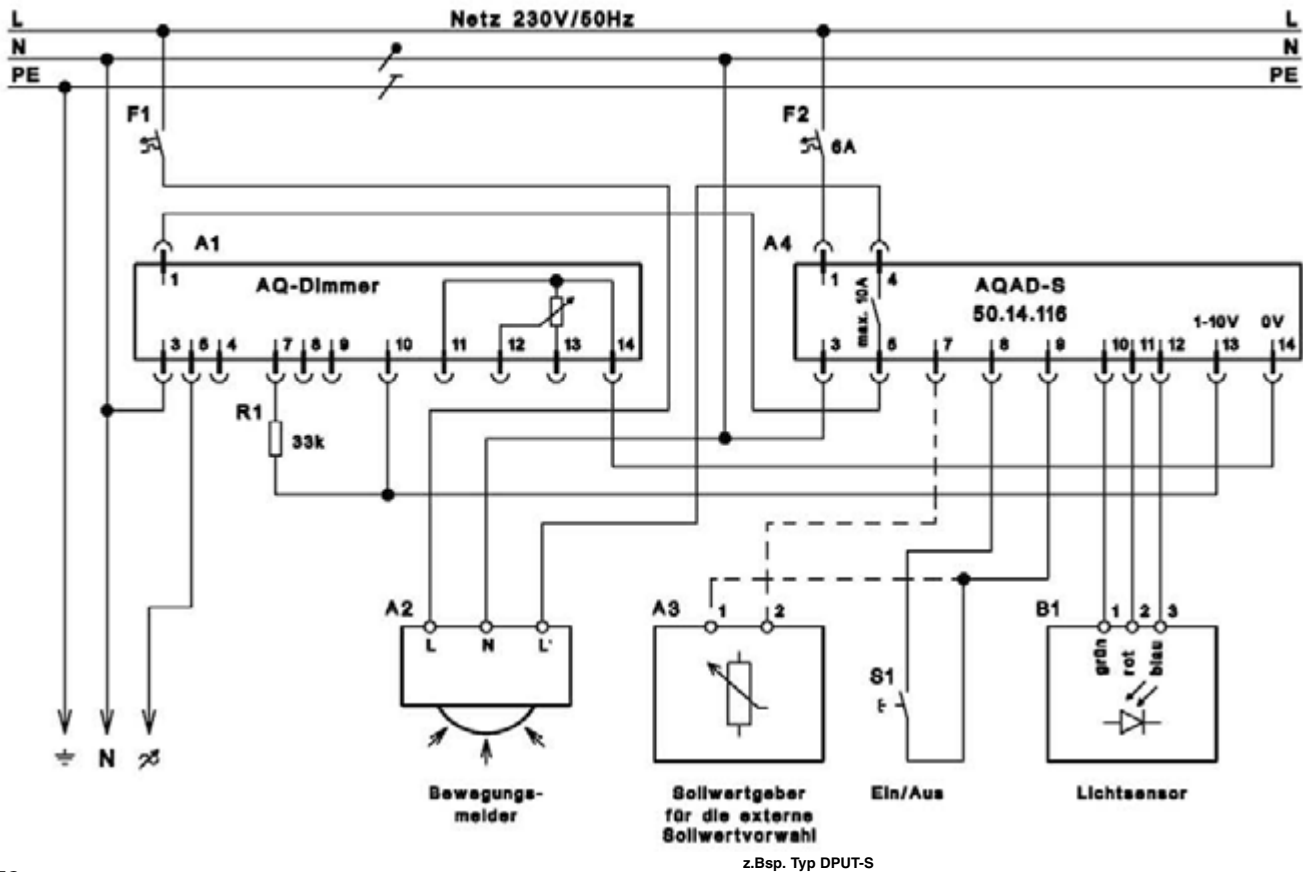 L Netz 230V/50Hz L
N N
PE PE
F1 F2
6A
A1 A4
1 1 4
AQ-Dimmer AQAD-S
50.14.116
max. 10A
1-10V 0V
3 5 4 7 8 9 10 11 12 13 14
3 6 7 8 9 10 11 12 13 14
R1
33k
A2 A3 1 2 B1 1 2 3
L N L'
grün rot blau
S1
N
Bewegungs-
melder
Sollwertgeber
für die externe
Sollwertvorwahl
Ein/Aus
Lichtsensor
z.Bsp. Typ DPUT-S